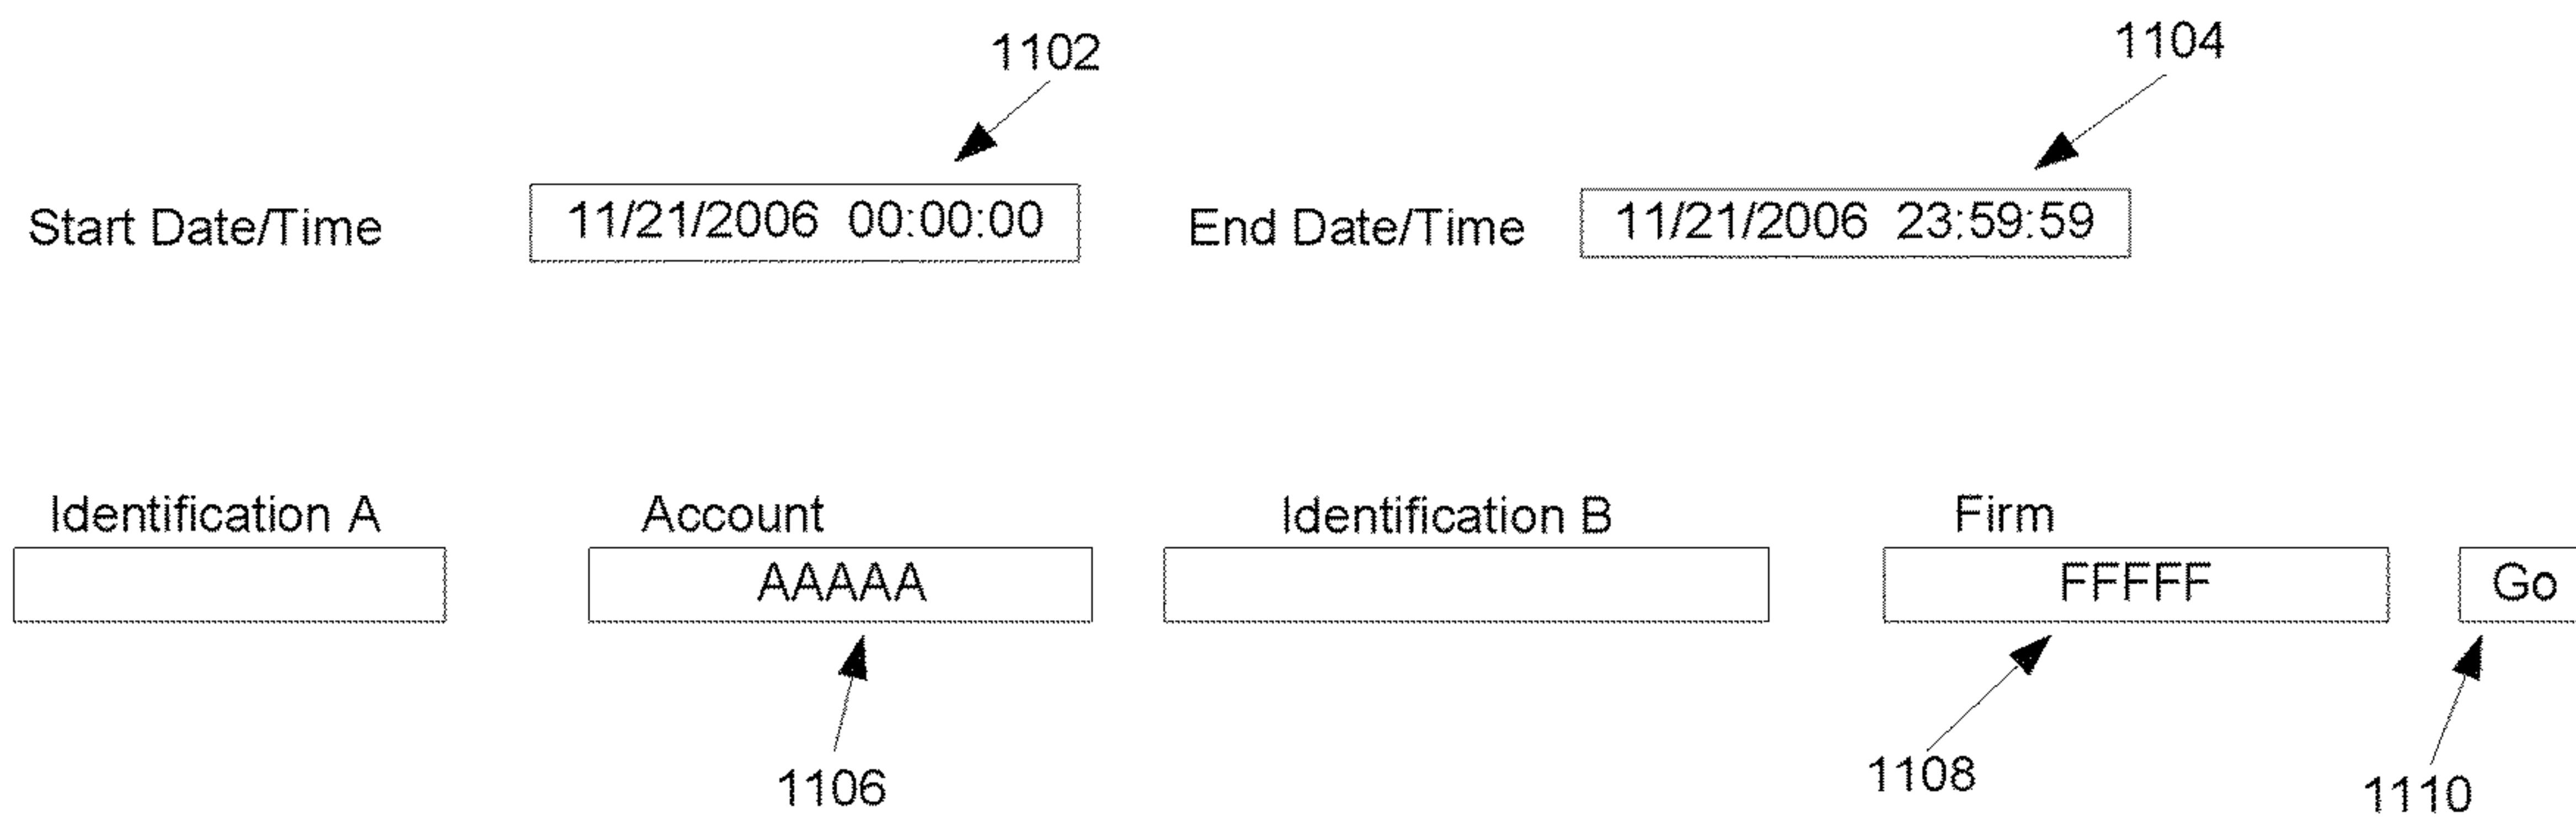 1102 1104
Start Date/Time 11/21/2006 00:00:00 End Date/Time 11/21/2006 23:59:59
Identification A Account Identification B Firm
AAAAA FFFFF Go
1106 1108 1110